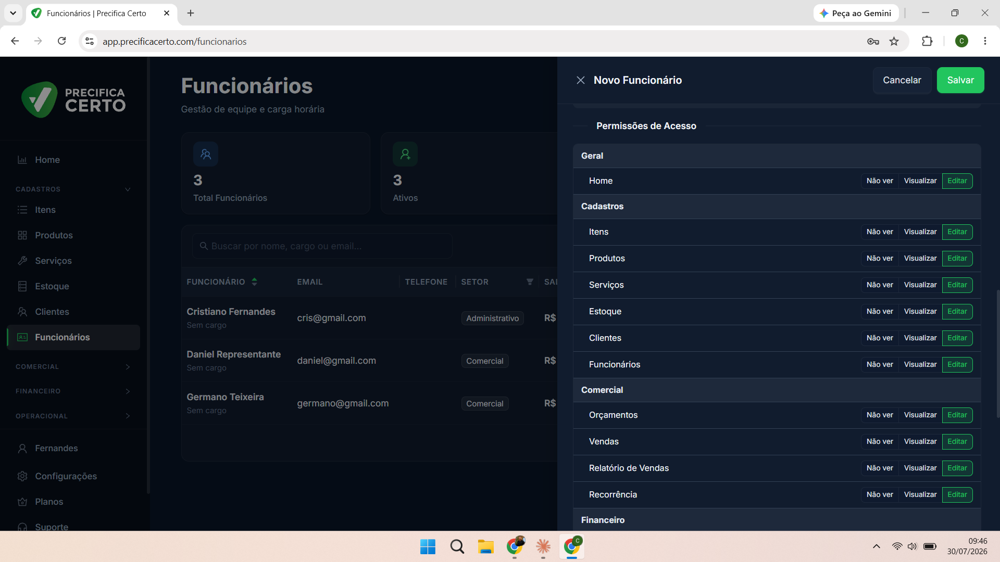 Funcionários | Precifica Certo
Peça ao Gemini
app.precificacerto.com/funcionarios
C
PRECIFICA
CERTO
Home
CADASTROS
Itens
Produtos
Serviços
Estoque
Clientes
Funcionários
COMERCIAL
FINANCEIRO
OPERACIONAL
Fernandes
Configurações
Planos
Suporte
Funcionários
Gestão de equipe e carga horária
3
Total Funcionários
3
Ativos
Buscar por nome, cargo ou email...
FUNCIONÁRIO EMAIL TELEFONE SETOR SAL
Cristiano Fernandes
Sem cargo
cris@gmail.com
Administrativo
R$
Daniel Representante
Sem cargo
daniel@gmail.com
Comercial
R$
Germano Teixeira
Sem cargo
germano@gmail.com
Comercial
R$
Novo Funcionário
Cancelar
Salvar
Permissões de Acesso
Geral
Home Não ver Visualizar Editar
Cadastros
Itens Não ver Visualizar Editar
Produtos Não ver Visualizar Editar
Serviços Não ver Visualizar Editar
Estoque Não ver Visualizar Editar
Clientes Não ver Visualizar Editar
Funcionários Não ver Visualizar Editar
Comercial
Orçamentos Não ver Visualizar Editar
Vendas Não ver Visualizar Editar
Relatório de Vendas Não ver Visualizar Editar
Recorrência Não ver Visualizar Editar
Financeiro
C
09:46
30/07/2026